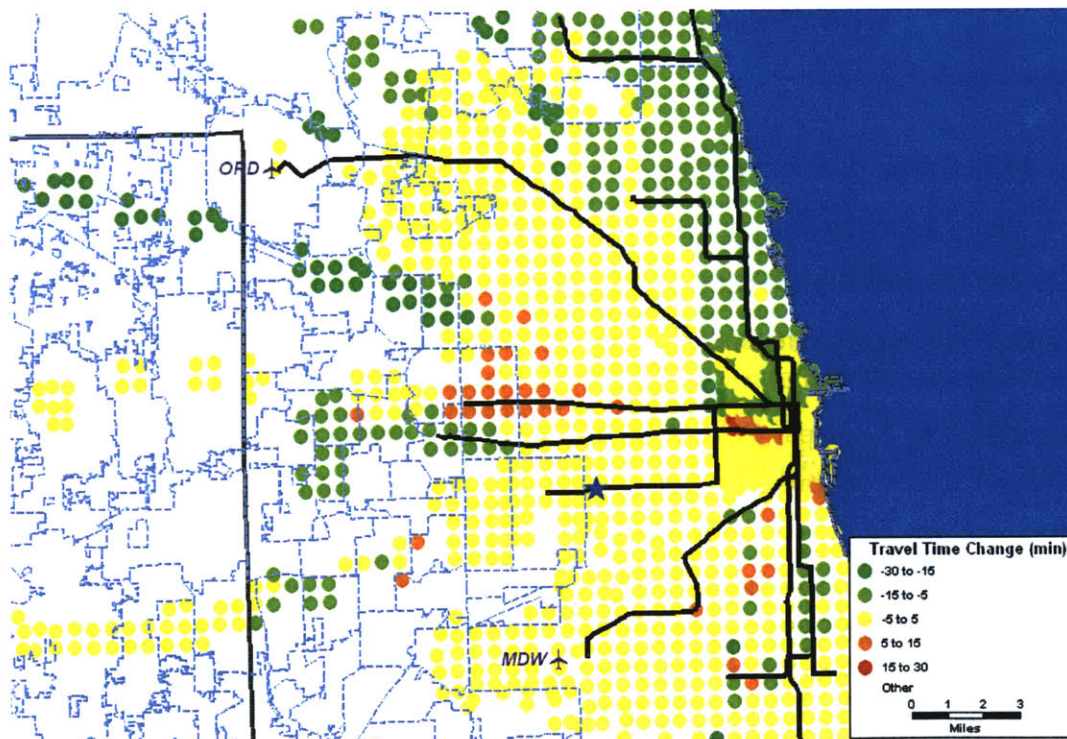 ORD
MDW
Travel Time Change (min)
-30 to -15
-15 to -5
-5 to 5
5 to 15
15 to 30
Other
0 1 2 3
Miles